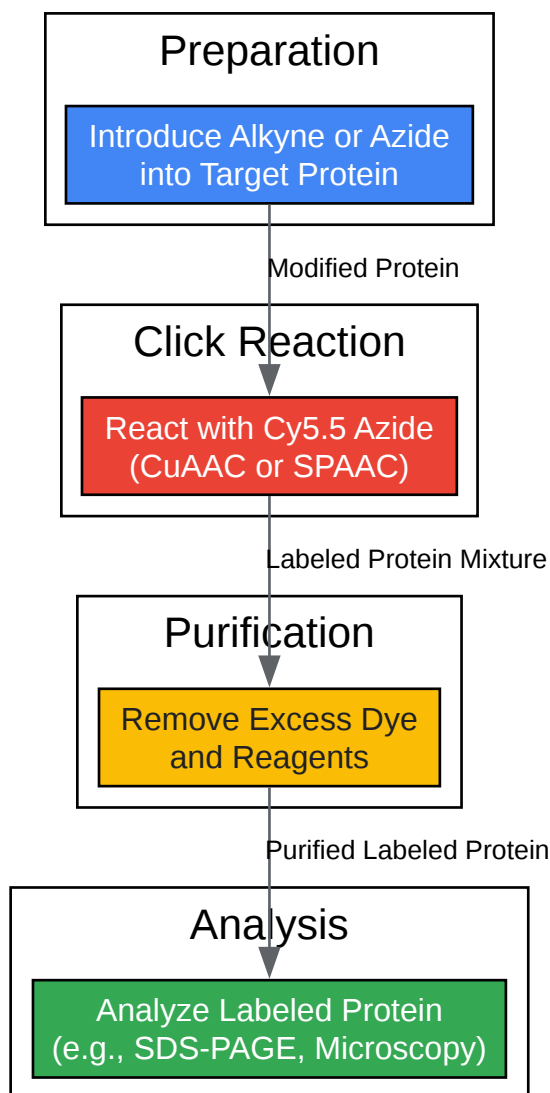 Preparation
Introduce Alkyne or Azide
into Target Protein
Modified Protein
Click Reaction
React with Cy5.5 Azide
(CuAAC or SPAAC)
Labeled Protein Mixture
Purification
Remove Excess Dye
and Reagents
Purified Labeled Protein
Analysis
Analyze Labeled Protein
(e.g., SDS-PAGE, Microscopy)